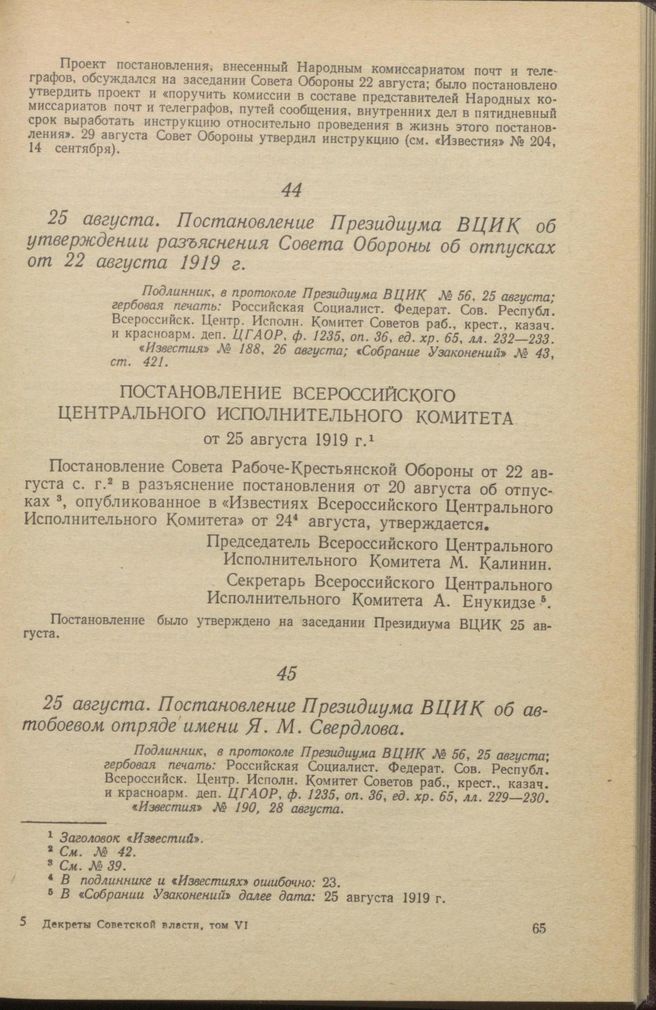 Проект постановления, внесенный Народным комиссариатом почт и теле-
графов, обсуждался на заседании Совета Обороны 22 августа; было постановлено
утвердить проект и «поручить комиссии в составе представителей Народных ко-
миссариатов почт и телеграфов, путей сообщения, внутренних дел в пятидневный
срок выработать инструкцию относительно проведения в жизнь этого постанов-
ления». 29 августа Совет Обороны утвердил инструкцию (см. «Известия» № 204,
14 сентября).
44
25 августа. Постановление Президиума ВЦИК об
утверждении разъяснения Совета Обороны об отпусках
от 22 августа 1919 г.
Подлинник, в протоколе Президиума ВЦИК № 56, 25 августа;
гербовая печать: Российская Социалист. Федерат. Сов. Республ.
Всероссийск. Центр. Исполн. Комитет Советов раб., крест., казач.
и красноарм. деп. ЦГАОР, ф. 1235, оп. 36, ед. хр. 65, лл. 232—233.
«Известия» № 188, 26 августа; «Собрание Узаконений» № 43,
ст. 421.
ПОСТАНОВЛЕНИЕ ВСЕРОССИЙСКОГО
ЦЕНТРАЛЬНОГО ИСПОЛНИТЕЛЬНОГО КОМИТЕТА
от 25 августа 1919 г.¹
Постановление Совета Рабоче-Крестьянской Обороны от 22 ав-
густа с. г.² в разъяснение постановления от 20 августа об отпус-
ках ³, опубликованное в «Известиях Всероссийского Центрального
Исполнительного Комитета» от 24⁴ августа, утверждается.
Председатель Всероссийского Центрального
Исполнительного Комитета М. Калинин.
Секретарь Всероссийского Центрального
Исполнительного Комитета А. Енукидзе ⁵.
Постановление было утверждено на заседании Президиума ВЦИК 25 ав-
густа.
45
25 августа. Постановление Президиума ВЦИК об ав-
тобоевом отряде имени Я. М. Свердлова.
Подлинник, в протоколе Президиума ВЦИК № 56, 25 августа;
гербовая печать: Российская Социалист. Федерат. Сов. Республ.
Всероссийск. Центр. Исполн. Комитет Советов раб., крест., казач.
и красноарм. деп. ЦГАОР, ф. 1235, оп. 36, ед. хр. 65, лл. 229—230.
«Известия» № 190, 28 августа.
¹ Заголовок «Известий».
² См. № 42.
³ См. № 39.
⁴ В подлиннике и «Известиях» ошибочно: 23.
⁵ В «Собрании Узаконений» далее дата: 25 августа 1919 г.
5 Декреты Советской власти, том VI
65